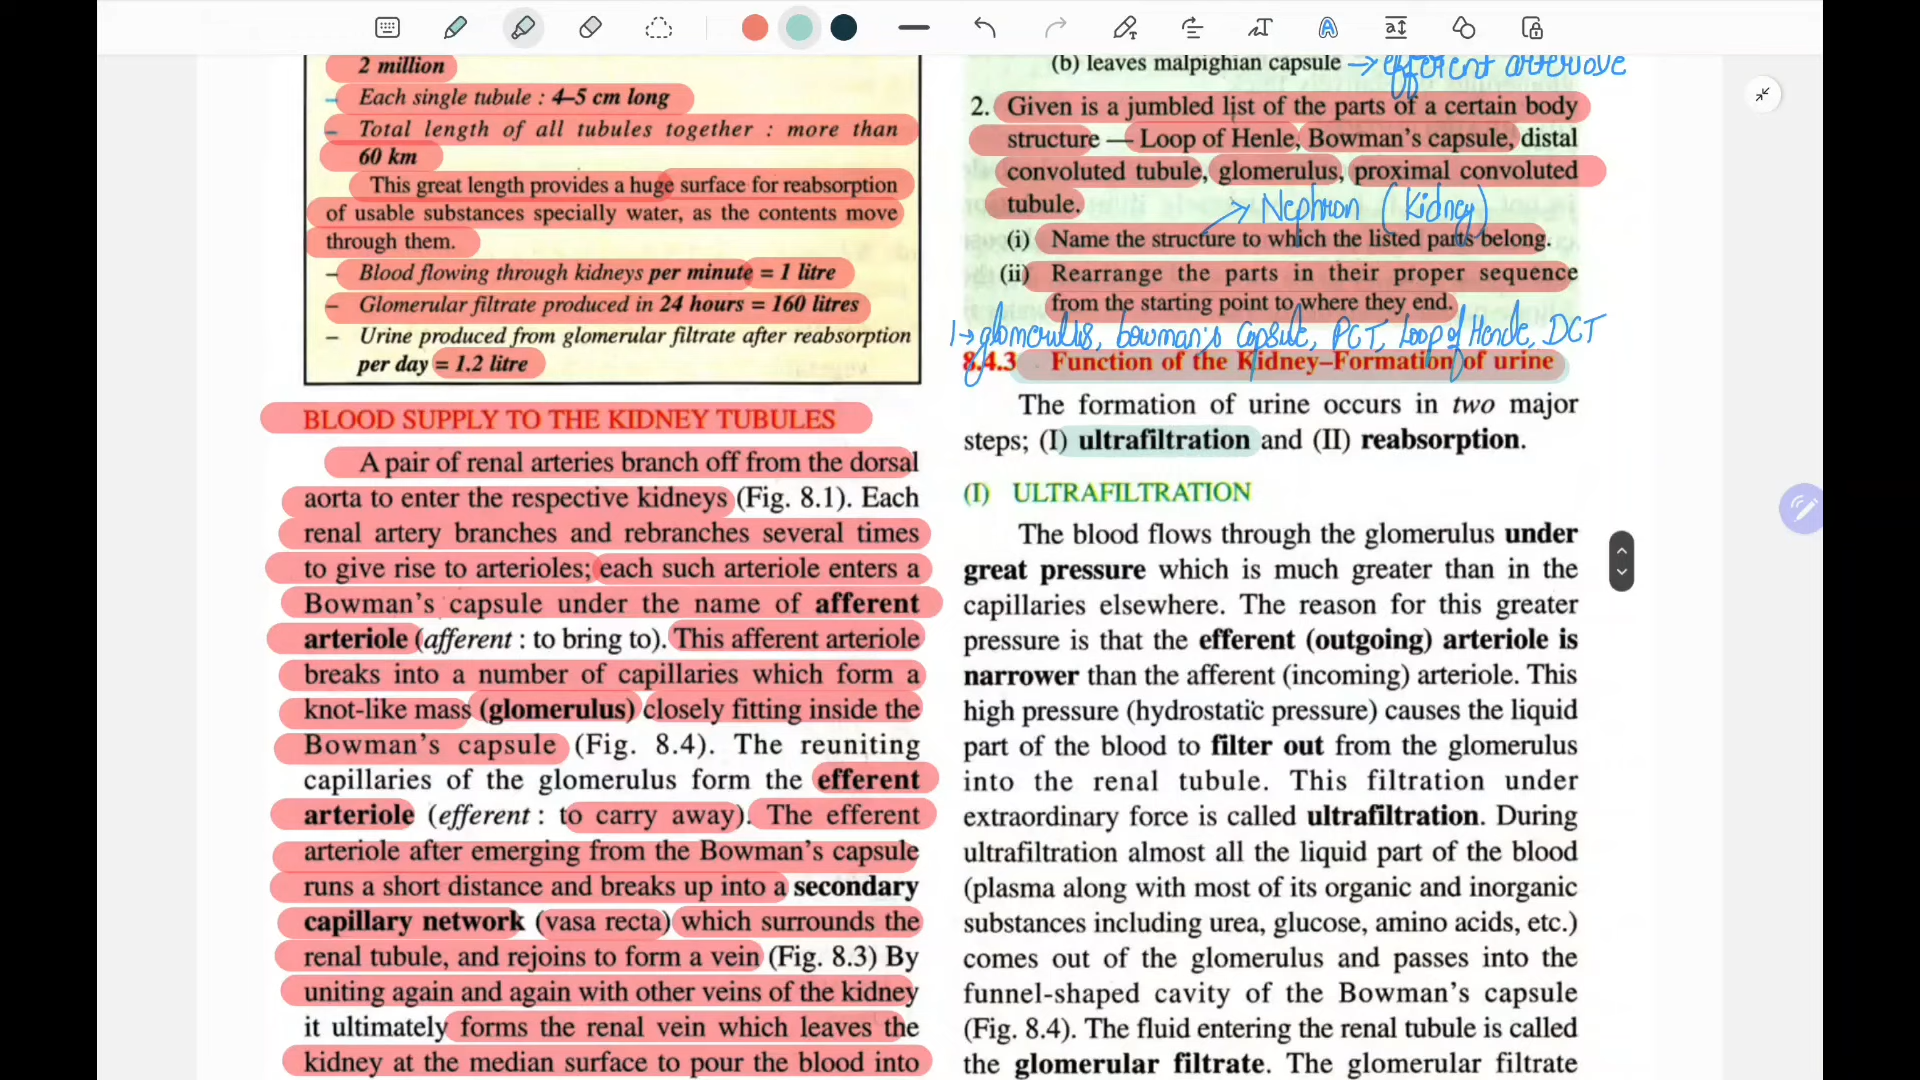 2 million
– Each single tubule : 4–5 cm long
– Total length of all tubules together : more than
60 km
This great length provides a huge surface for reabsorption
of usable substances specially water, as the contents move
through them.
– Blood flowing through kidneys per minute = 1 litre
– Glomerular filtrate produced in 24 hours = 160 litres
– Urine produced from glomerular filtrate after reabsorption
per day = 1.2 litre
BLOOD SUPPLY TO THE KIDNEY TUBULES
A pair of renal arteries branch off from the dorsal
aorta to enter the respective kidneys (Fig. 8.1). Each
renal artery branches and rebranches several times
to give rise to arterioles; each such arteriole enters a
Bowman's capsule under the name of afferent
arteriole (afferent : to bring to). This afferent arteriole
breaks into a number of capillaries which form a
knot-like mass (glomerulus) closely fitting inside the
Bowman's capsule (Fig. 8.4). The reuniting
capillaries of the glomerulus form the efferent
arteriole (efferent : to carry away). The efferent
arteriole after emerging from the Bowman's capsule
runs a short distance and breaks up into a secondary
capillary network (vasa recta) which surrounds the
renal tubule, and rejoins to form a vein (Fig. 8.3) By
uniting again and again with other veins of the kidney
it ultimately forms the renal vein which leaves the
kidney at the median surface to pour the blood into
(b) leaves malpighian capsule → efferent arteriole
2. Given is a jumbled list of the parts of a certain body
structure — Loop of Henle, Bowman's capsule, distal
convoluted tubule, glomerulus, proximal convoluted
tubule.
→ Nephron (Kidney)
(i) Name the structure to which the listed parts belong.
(ii) Rearrange the parts in their proper sequence
from the starting point to where they end.
→ glomerulus, bowman's capsule, PCT, Loop of Henle, DCT
8.4.3 Function of the Kidney–Formation of urine
The formation of urine occurs in two major
steps; (I) ultrafiltration and (II) reabsorption.
(I) ULTRAFILTRATION
The blood flows through the glomerulus under
great pressure which is much greater than in the
capillaries elsewhere. The reason for this greater
pressure is that the efferent (outgoing) arteriole is
narrower than the afferent (incoming) arteriole. This
high pressure (hydrostatic pressure) causes the liquid
part of the blood to filter out from the glomerulus
into the renal tubule. This filtration under
extraordinary force is called ultrafiltration. During
ultrafiltration almost all the liquid part of the blood
(plasma along with most of its organic and inorganic
substances including urea, glucose, amino acids, etc.)
comes out of the glomerulus and passes into the
funnel-shaped cavity of the Bowman's capsule
(Fig. 8.4). The fluid entering the renal tubule is called
the glomerular filtrate. The glomerular filtrate